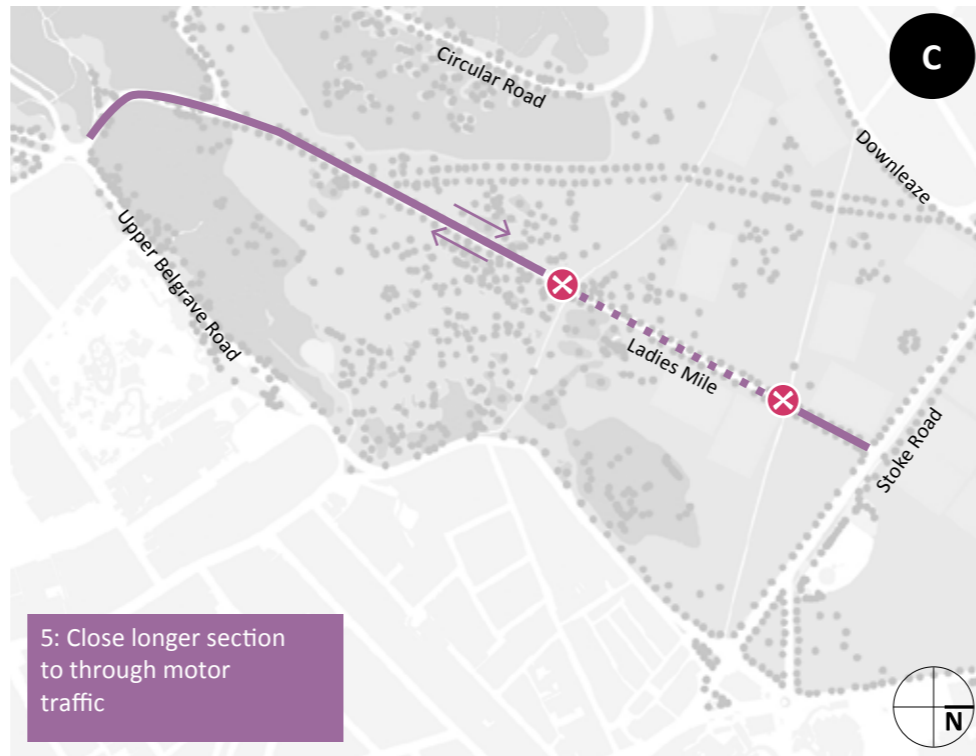 C
Circular Road
Downleaze
Upper Belgrave Road
Ladies Mile
Stoke Road
5: Close longer section
to through motor
traffic
N